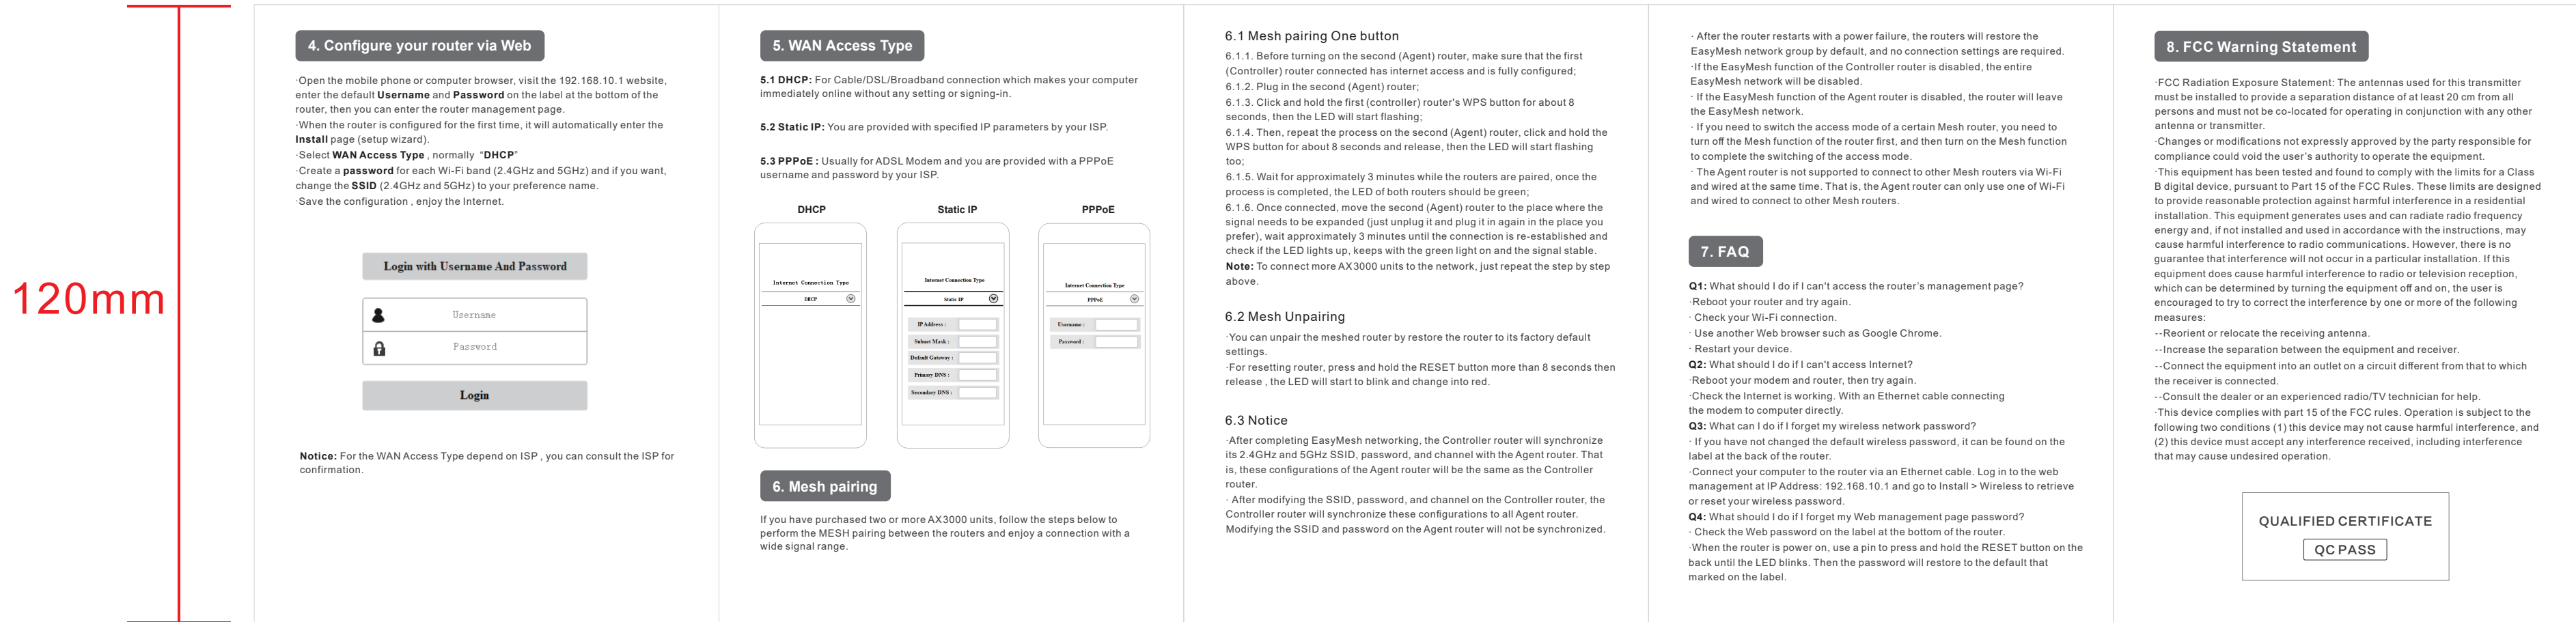 120mm
4. Configure your router via Web
·Open the mobile phone or computer browser, visit the 192.168.10.1 website,
enter the default Username and Password on the label at the bottom of the
router, then you can enter the router management page.
·When the router is configured for the first time, it will automatically enter the
Install page (setup wizard).
·Select WAN Access Type , normally “DHCP”
·Create a password for each Wi-Fi band (2.4GHz and 5GHz) and if you want,
change the SSID (2.4GHz and 5GHz) to your preference name.
·Save the configuration , enjoy the Internet.
Login with Username And Password
Username
Password
Login
Notice: For the WAN Access Type depend on ISP , you can consult the ISP for
confirmation.
5. WAN Access Type
5.1 DHCP: For Cable/DSL/Broadband connection which makes your computer
immediately online without any setting or signing-in.
5.2 Static IP: You are provided with specified IP parameters by your ISP.
5.3 PPPoE : Usually for ADSL Modem and you are provided with a PPPoE
username and password by your ISP.
DHCP
Internet Connection Type
DHCP
Static IP
Internet Connection Type
Static IP
IP Address :
Subnet Mask :
Default Gateway :
Primary DNS :
Secondary DNS :
PPPoE
Internet Connection Type
PPPoE
Username :
Password :
6. Mesh pairing
If you have purchased two or more AX3000 units, follow the steps below to
perform the MESH pairing between the routers and enjoy a connection with a
wide signal range.
6.1 Mesh pairing One button
6.1.1. Before turning on the second (Agent) router, make sure that the first
(Controller) router connected has internet access and is fully configured;
6.1.2. Plug in the second (Agent) router;
6.1.3. Click and hold the first (controller) router's WPS button for about 8
seconds, then the LED will start flashing;
6.1.4. Then, repeat the process on the second (Agent) router, click and hold the
WPS button for about 8 seconds and release, then the LED will start flashing
too;
6.1.5. Wait for approximately 3 minutes while the routers are paired, once the
process is completed, the LED of both routers should be green;
6.1.6. Once connected, move the second (Agent) router to the place where the
signal needs to be expanded (just unplug it and plug it in again in the place you
prefer), wait approximately 3 minutes until the connection is re-established and
check if the LED lights up, keeps with the green light on and the signal stable.
Note: To connect more AX3000 units to the network, just repeat the step by step
above.
6.2 Mesh Unpairing
·You can unpair the meshed router by restore the router to its factory default
settings.
·For resetting router, press and hold the RESET button more than 8 seconds then
release , the LED will start to blink and change into red.
6.3 Notice
·After completing EasyMesh networking, the Controller router will synchronize
its 2.4GHz and 5GHz SSID, password, and channel with the Agent router. That
is, these configurations of the Agent router will be the same as the Controller
router.
· After modifying the SSID, password, and channel on the Controller router, the
Controller router will synchronize these configurations to all Agent router.
Modifying the SSID and password on the Agent router will not be synchronized.
· After the router restarts with a power failure, the routers will restore the
EasyMesh network group by default, and no connection settings are required.
·If the EasyMesh function of the Controller router is disabled, the entire
EasyMesh network will be disabled.
· If the EasyMesh function of the Agent router is disabled, the router will leave
the EasyMesh network.
· If you need to switch the access mode of a certain Mesh router, you need to
turn off the Mesh function of the router first, and then turn on the Mesh function
to complete the switching of the access mode.
· The Agent router is not supported to connect to other Mesh routers via Wi-Fi
and wired at the same time. That is, the Agent router can only use one of Wi-Fi
and wired to connect to other Mesh routers.
7. FAQ
Q1: What should I do if I can't access the router’s management page?
·Reboot your router and try again.
· Check your Wi-Fi connection.
· Use another Web browser such as Google Chrome.
· Restart your device.
Q2: What should I do if I can't access Internet?
·Reboot your modem and router, then try again.
·Check the Internet is working. With an Ethernet cable connecting
the modem to computer directly.
Q3: What can I do if I forget my wireless network password?
· If you have not changed the default wireless password, it can be found on the
label at the back of the router.
·Connect your computer to the router via an Ethernet cable. Log in to the web
management at IP Address: 192.168.10.1 and go to Install > Wireless to retrieve
or reset your wireless password.
Q4: What should I do if I forget my Web management page password?
· Check the Web password on the label at the bottom of the router.
·When the router is power on, use a pin to press and hold the RESET button on the
back until the LED blinks. Then the password will restore to the default that
marked on the label.
8. FCC Warning Statement
·FCC Radiation Exposure Statement: The antennas used for this transmitter
must be installed to provide a separation distance of at least 20 cm from all
persons and must not be co-located for operating in conjunction with any other
antenna or transmitter.
·Changes or modifications not expressly approved by the party responsible for
compliance could void the user’s authority to operate the equipment.
·This equipment has been tested and found to comply with the limits for a Class
B digital device, pursuant to Part 15 of the FCC Rules. These limits are designed
to provide reasonable protection against harmful interference in a residential
installation. This equipment generates uses and can radiate radio frequency
energy and, if not installed and used in accordance with the instructions, may
cause harmful interference to radio communications. However, there is no
guarantee that interference will not occur in a particular installation. If this
equipment does cause harmful interference to radio or television reception,
which can be determined by turning the equipment off and on, the user is
encouraged to try to correct the interference by one or more of the following
measures:
--Reorient or relocate the receiving antenna.
--Increase the separation between the equipment and receiver.
--Connect the equipment into an outlet on a circuit different from that to which
the receiver is connected.
--Consult the dealer or an experienced radio/TV technician for help.
·This device complies with part 15 of the FCC rules. Operation is subject to the
following two conditions (1) this device may not cause harmful interference, and
(2) this device must accept any interference received, including interference
that may cause undesired operation.
QUALIFIED CERTIFICATE
QC PASS